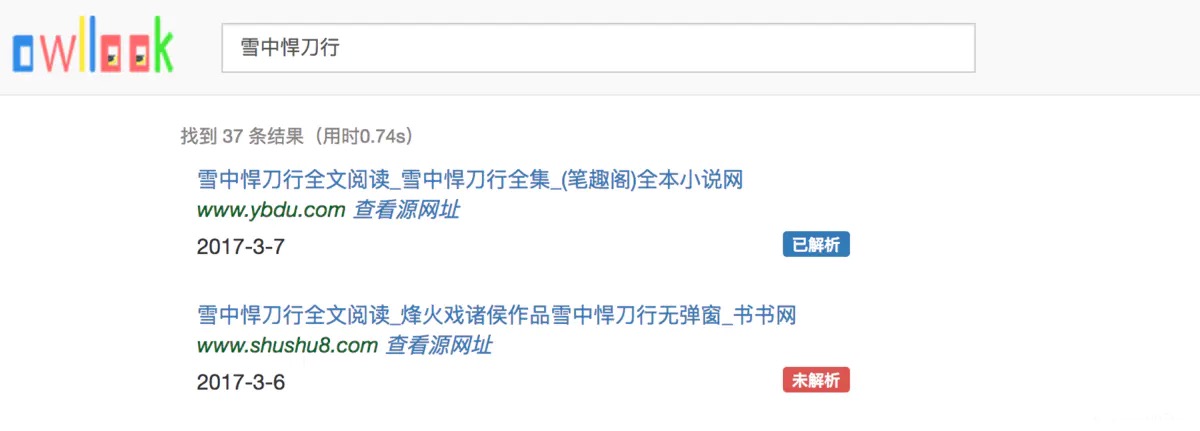 owllook
雪中悍刀行
找到 37 条结果（用时0.74s）
雪中悍刀行全文阅读_雪中悍刀行全集_(笔趣阁)全本小说网
www.ybdu.com 查看源网址
2017-3-7 已解析
雪中悍刀行全文阅读_烽火戏诸侯作品雪中悍刀行无弹窗_书书网
www.shushu8.com 查看源网址
2017-3-6 未解析